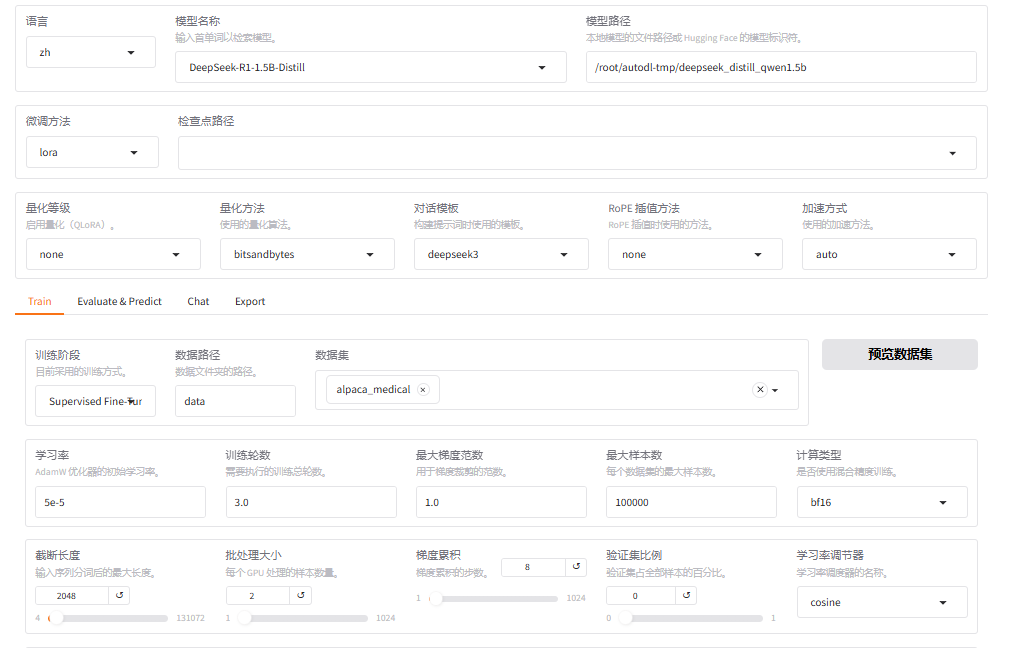 语言
模型名称
模型路径
输入首单词以检索模型。
本地模型的文件路径或 Hugging Face 的模型标识符。
zh
DeepSeek-R1-1.5B-Distill
/root/autodl-tmp/deepseek_distill_qwen1.5b
微调方法
检查点路径
lora
量化等级
量化方法
对话模板
RoPE 插值方法
加速方式
启用量化（QLoRA）。
使用的量化算法。
构建提示词时使用的模板。
RoPE 插值时使用的方法。
使用的加速方法。
none
bitsandbytes
deepseek3
none
auto
Train
Evaluate & Predict
Chat
Export
训练阶段
数据路径
数据集
预览数据集
目前采用的训练方式。
数据文件夹的路径。
Supervised Fine-Tur
data
alpaca_medical
学习率
训练轮数
最大梯度范数
最大样本数
计算类型
AdamW 优化器的初始学习率。
需要执行的训练总轮数。
用于梯度裁剪的范数。
每个数据集的最大样本数。
是否使用混合精度训练。
5e-5
3.0
1.0
100000
bf16
截断长度
批处理大小
梯度累积
验证集比例
学习率调节器
输入序列分词后的最大长度。
每个 GPU 处理的样本数量。
梯度累积的步数。
8
验证集占全部样本的百分比。
学习率调度器的名称。
2048
2
1
1024
0
cosine
4
131072
1
1024
0
1